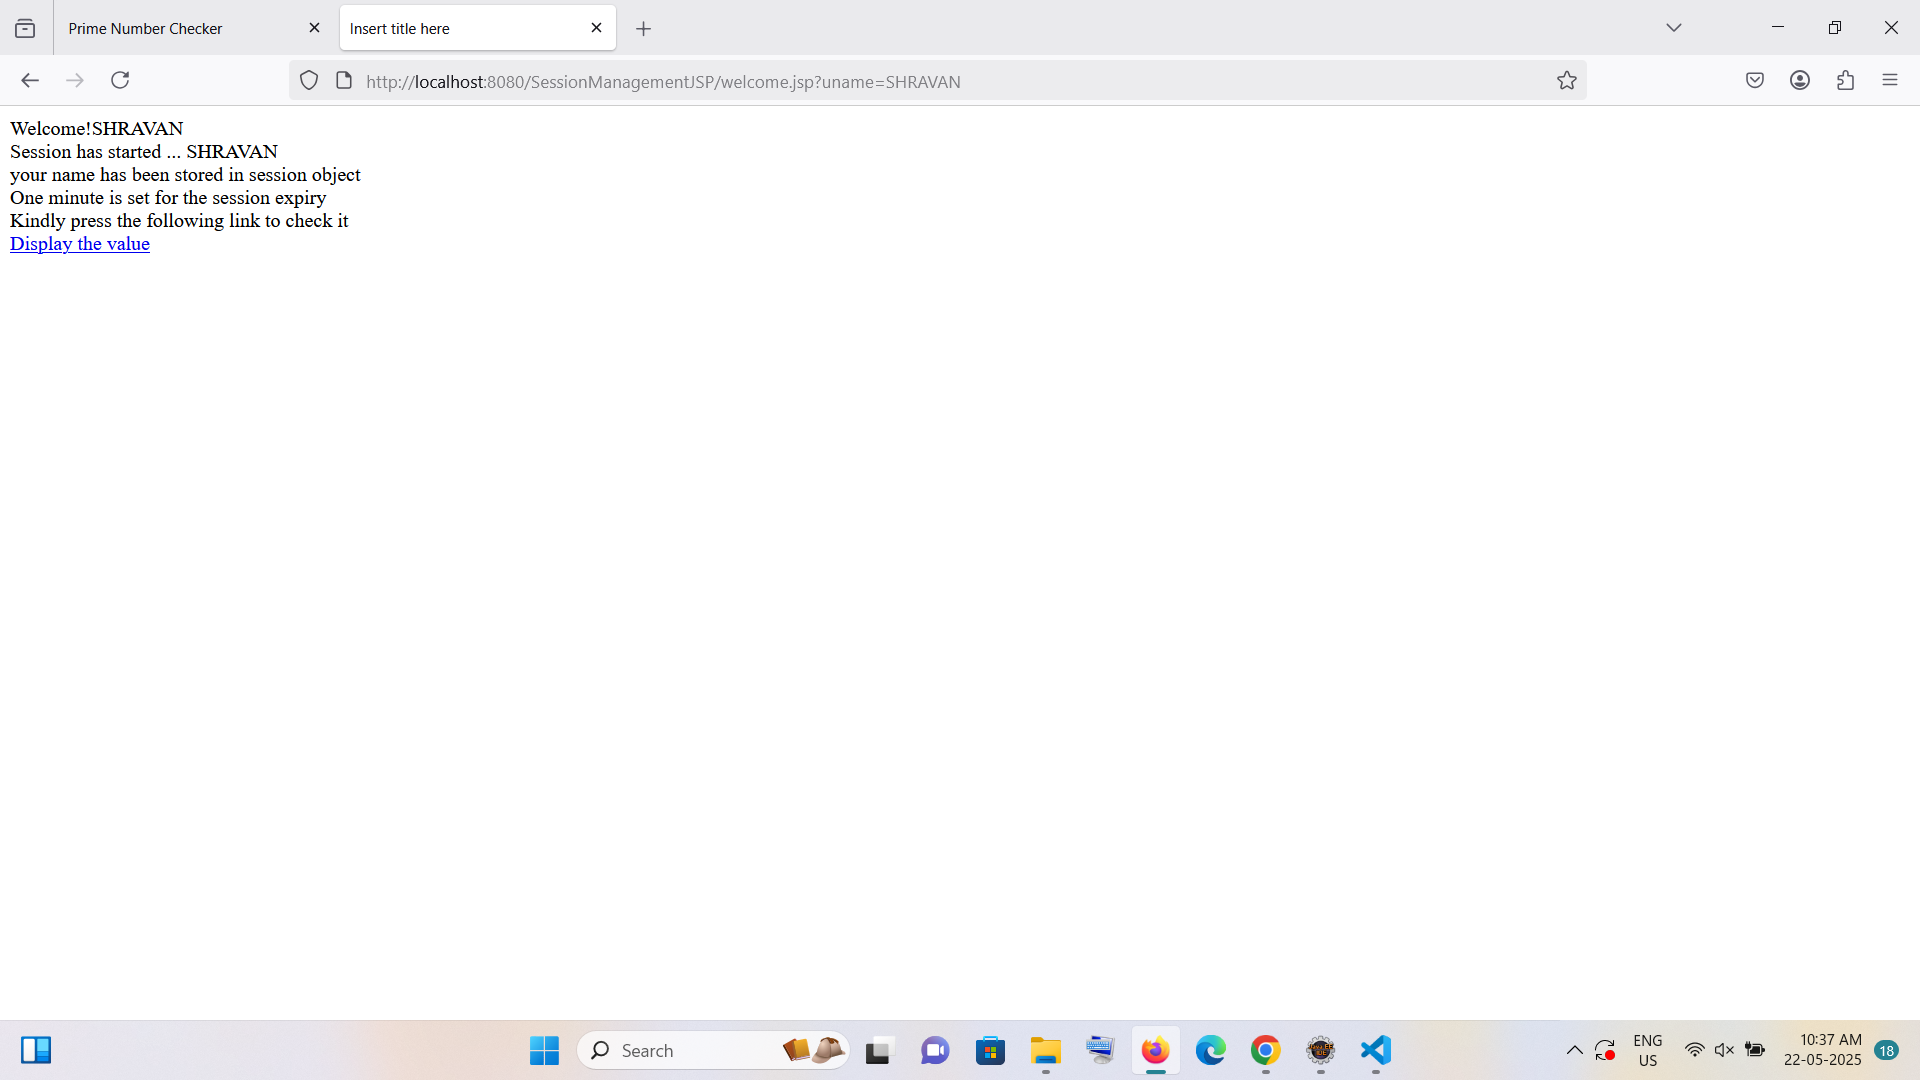 Prime Number Checker
Insert title here
http://localhost:8080/SessionManagementJSP/welcome.jsp?uname=SHRAVAN
Welcome!SHRAVAN
Session has started ... SHRAVAN
your name has been stored in session object
One minute is set for the session expiry
Kindly press the following link to check it
Display the value
Search
ENG
US
10:37 AM
22-05-2025
18